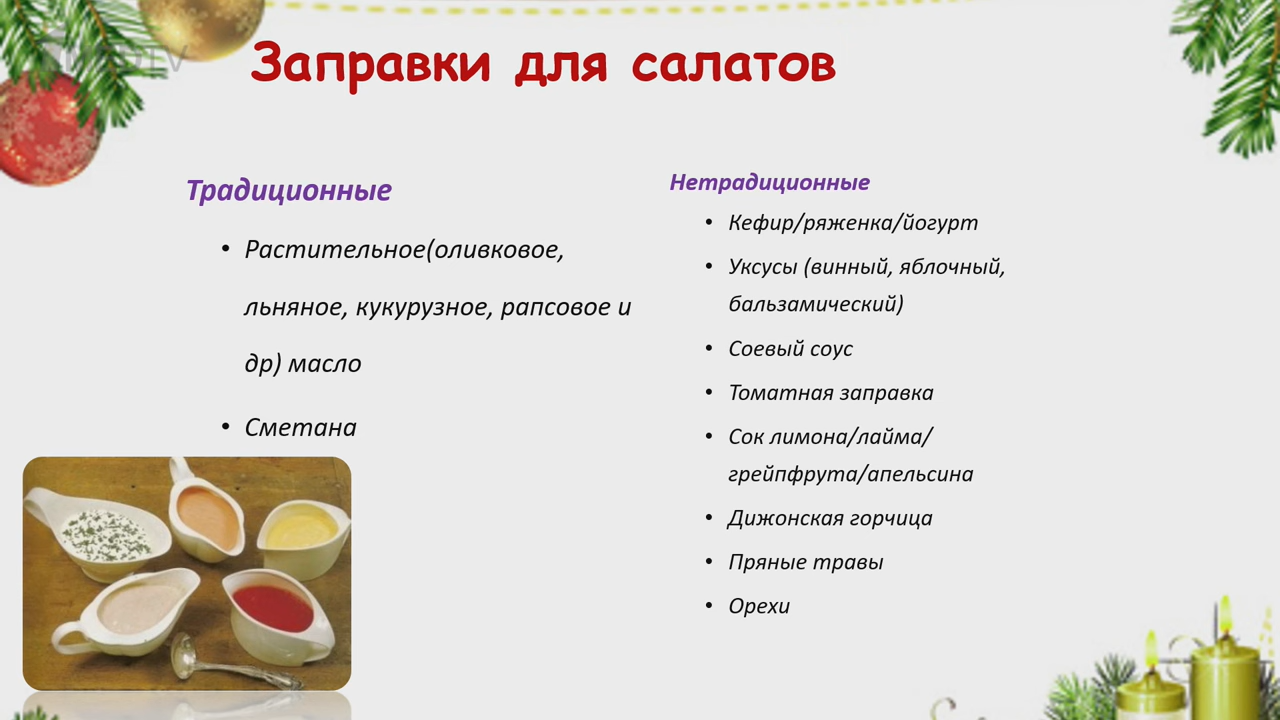 Заправки для салатов
Традиционные
• Растительное(оливковое,
льняное, кукурузное, рапсовое и
др) масло
• Сметана
Нетрадиционные
• Кефир/ряженка/йогурт
• Уксусы (винный, яблочный,
бальзамический)
• Соевый соус
• Томатная заправка
• Сок лимона/лайма/
грейпфрута/апельсина
• Дижонская горчица
• Пряные травы
• Орехи